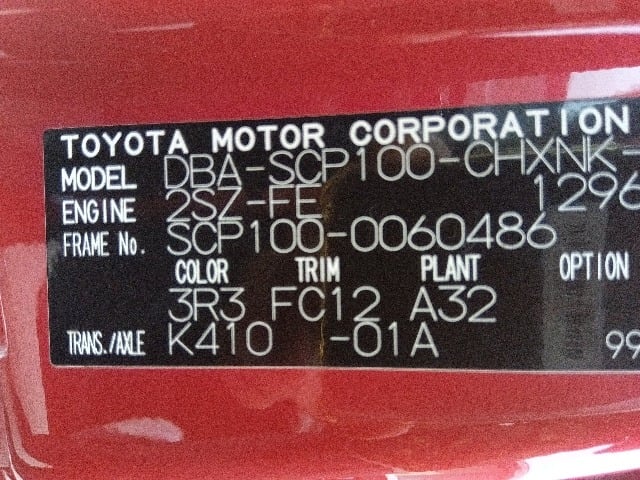 TOYOTA MOTOR CORPORATION
MODEL DBA-SCP100-CHXNK-
ENGINE 2SZ-FE 1296
FRAME No. SCP100-0060486
COLOR TRIM PLANT OPTION
3R3 FC12 A32
TRANS./AXLE K410 -01A 99